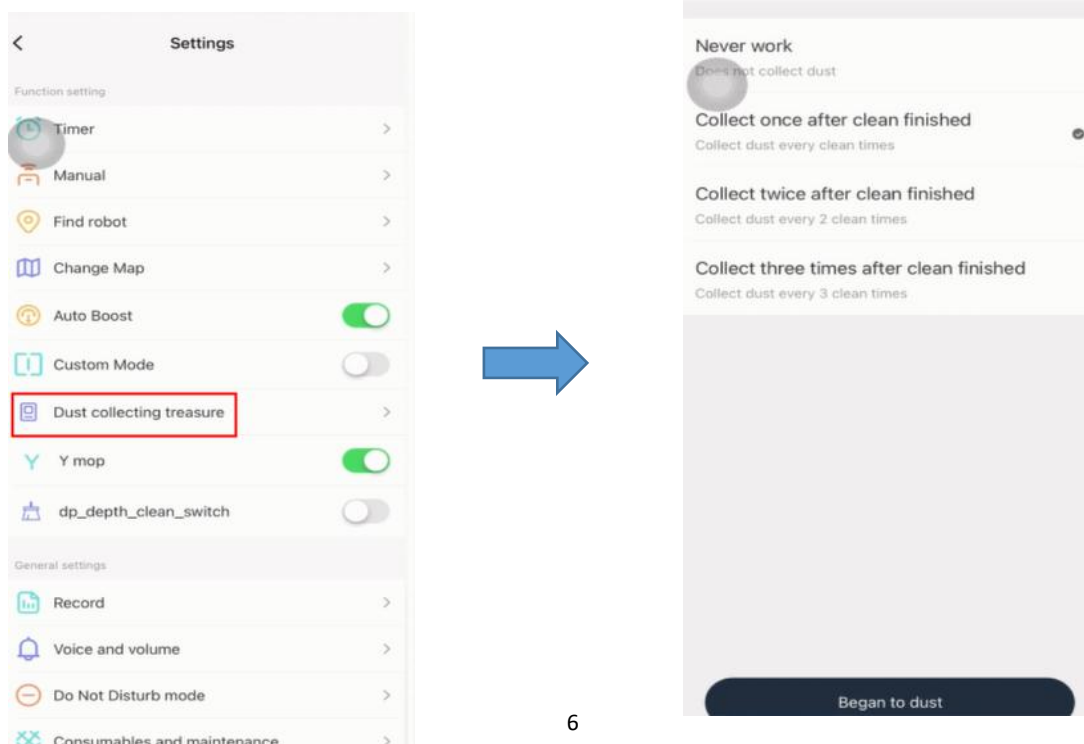 Settings
Function setting
Timer
Manual
Find robot
Change Map
Auto Boost
Custom Mode
Dust collecting treasure
Y mop
dp_depth_clean_switch
General settings
Record
Voice and volume
Do Not Disturb mode
Consumables and maintenance
Never work
Does not collect dust
Collect once after clean finished
Collect dust every clean times
Collect twice after clean finished
Collect dust every 2 clean times
Collect three times after clean finished
Collect dust every 3 clean times
Began to dust
6